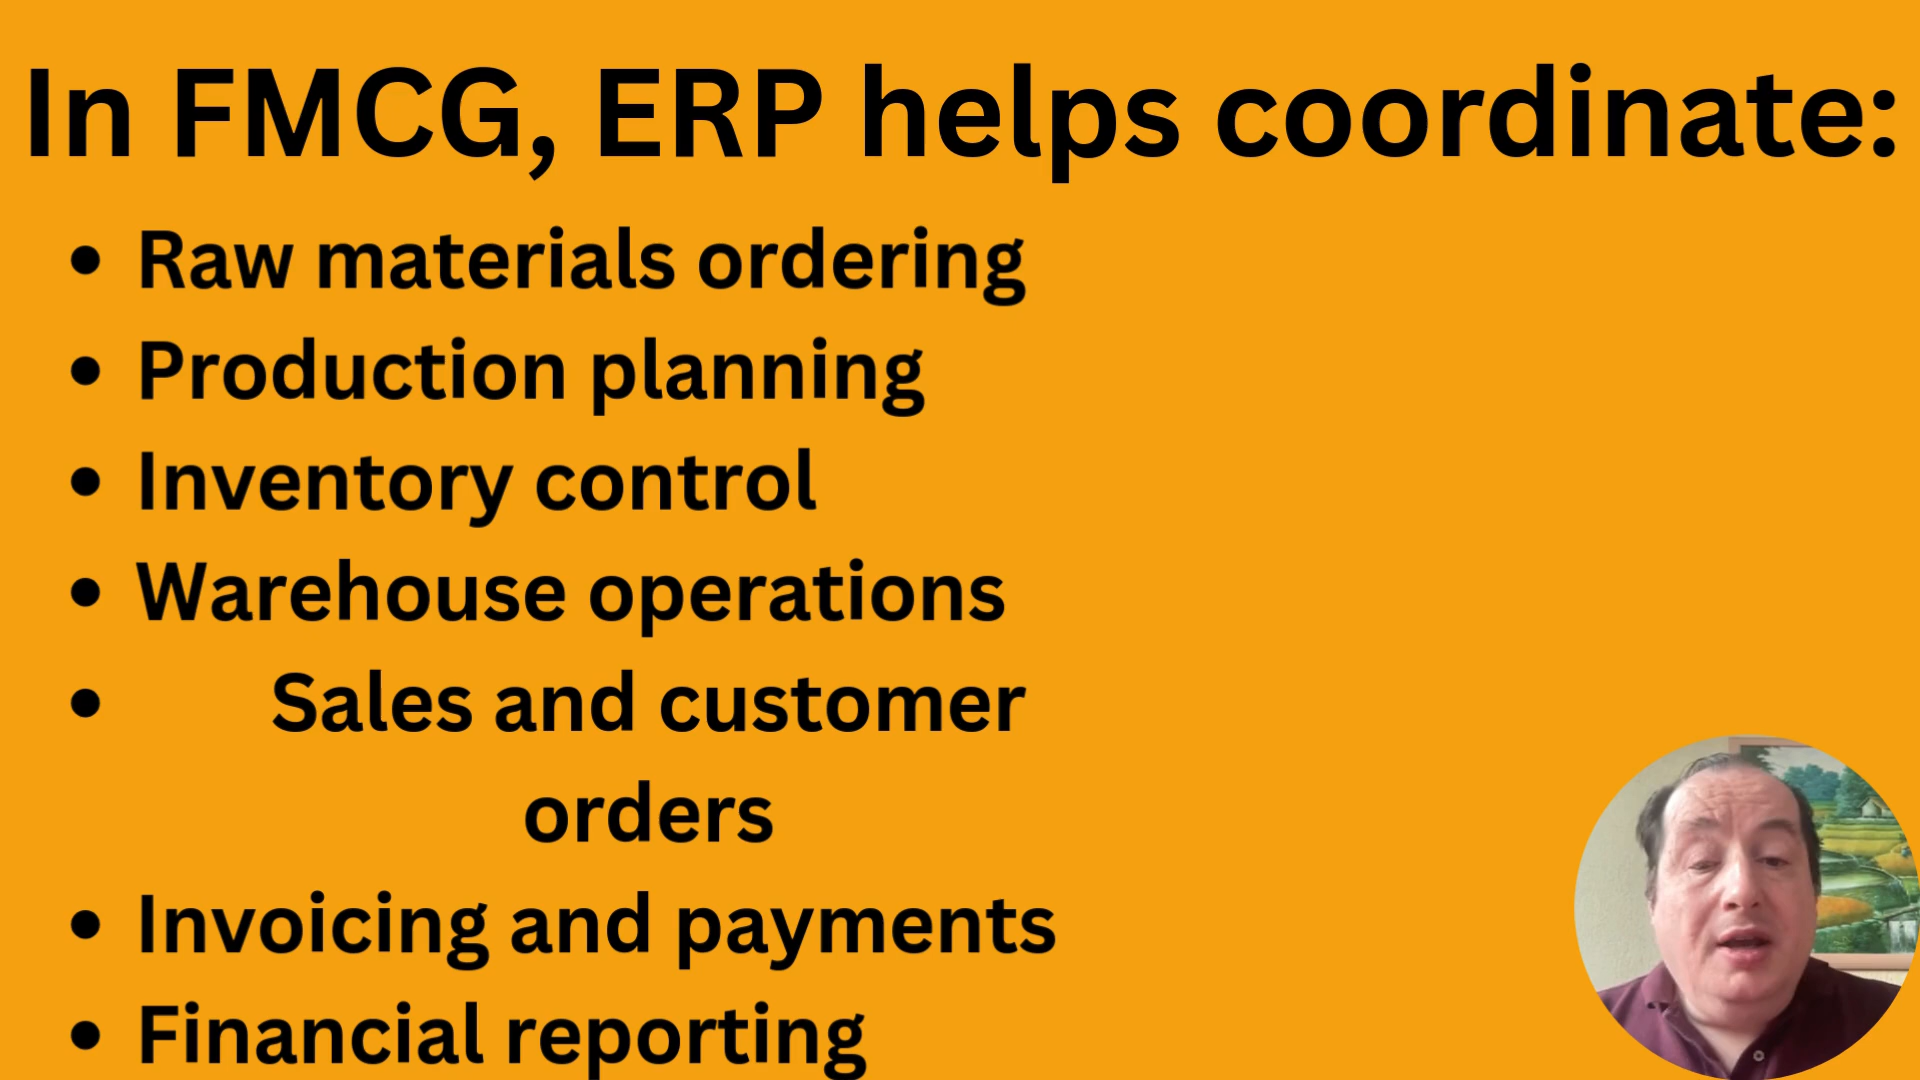 In FMCG, ERP helps coordinate:
• Raw materials ordering
• Production planning
• Inventory control
• Warehouse operations
• Sales and customer
orders
• Invoicing and payments
• Financial reporting